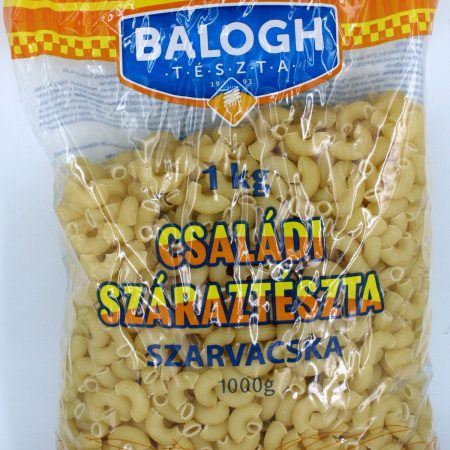 BALOGH
TÉSZTA
1993
1 kg
CSALÁDI
SZÁRAZTÉSZTA
SZARVACSKA
1000g